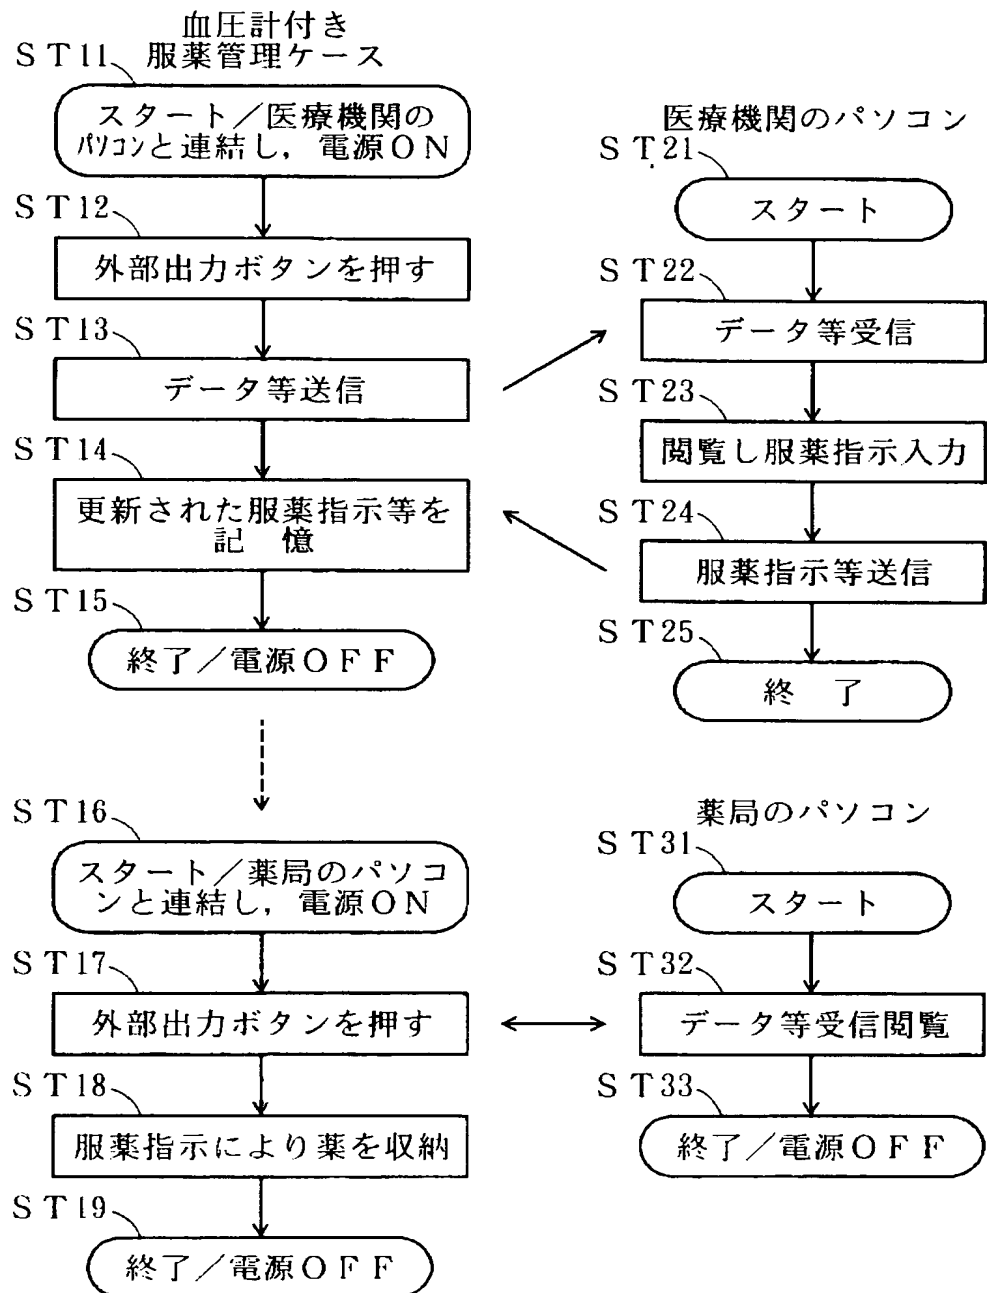 血圧計付き
服薬管理ケース
ST11
スタート／医療機関の
パソコンと連結し，電源ON
ST12
外部出力ボタンを押す
ST13
データ等送信
ST14
更新された服薬指示等を
記　憶
ST15
終了／電源OFF
医療機関のパソコン
ST21
スタート
ST22
データ等受信
ST23
閲覧し服薬指示入力
ST24
服薬指示等送信
ST25
終　了
ST16
スタート／薬局のパソコ
ンと連結し，電源ON
ST17
外部出力ボタンを押す
ST18
服薬指示により薬を収納
ST19
終了／電源OFF
薬局のパソコン
ST31
スタート
ST32
データ等受信閲覧
ST33
終了／電源OFF